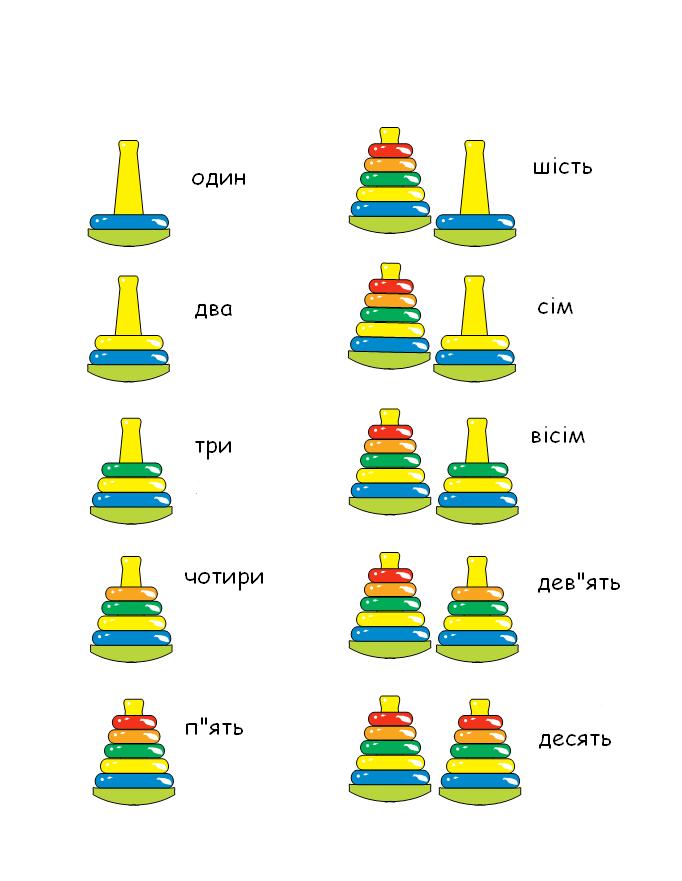 один
два
три
чотири
п"ять
шість
сім
вісім
дев"ять
десять